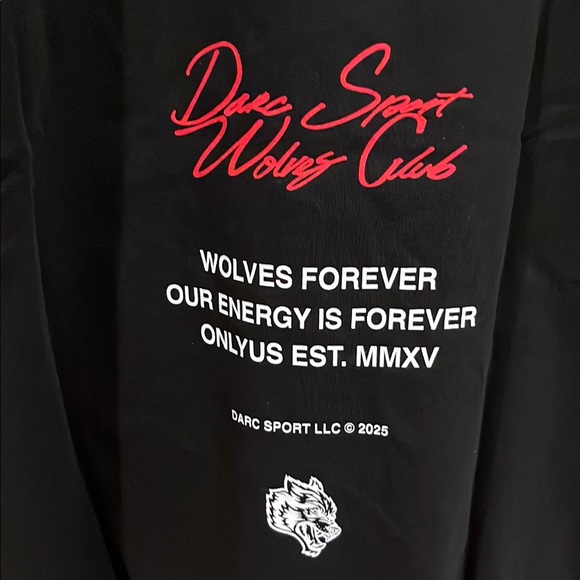 Darc Sport
Wolves Club
WOLVES FOREVER
OUR ENERGY IS FOREVER
ONLYUS EST. MMXV
DARC SPORT LLC © 2025